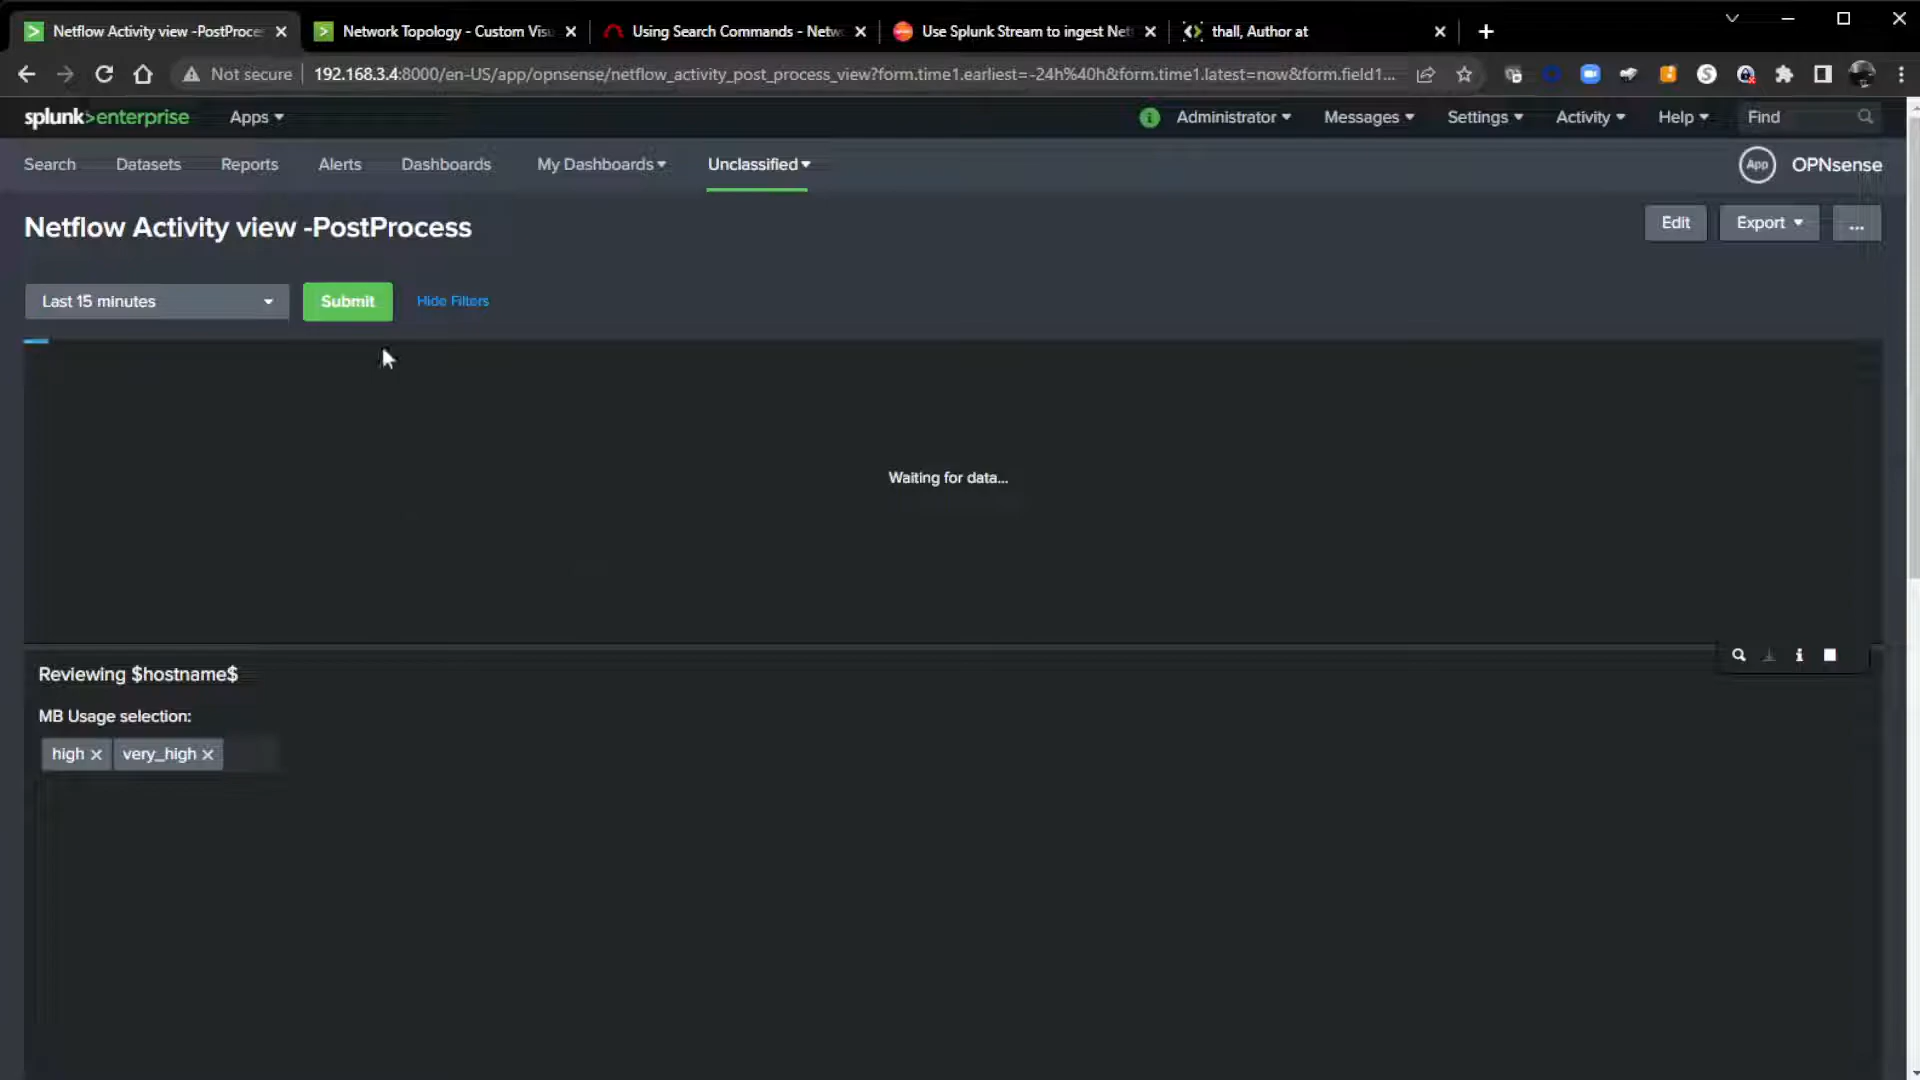 Netflow Activity view -PostProce
Network Topology - Custom Visu
Using Search Commands - Netw
Use Splunk Stream to ingest Net
thall, Author at
Not secure
192.168.3.4:8000/en-US/app/opnsense/netflow_activity_post_process_view?form.time1.earliest=-24h%40h&form.time1.latest=now&form.field1...
splunk>enterprise
Apps
Administrator
Messages
Settings
Activity
Help
Find
Search
Datasets
Reports
Alerts
Dashboards
My Dashboards
Unclassified
App
OPNsense
Netflow Activity view -PostProcess
Edit
Export
...
Last 15 minutes
Submit
Hide Filters
Waiting for data...
Reviewing $hostname$
MB Usage selection:
high
very_high